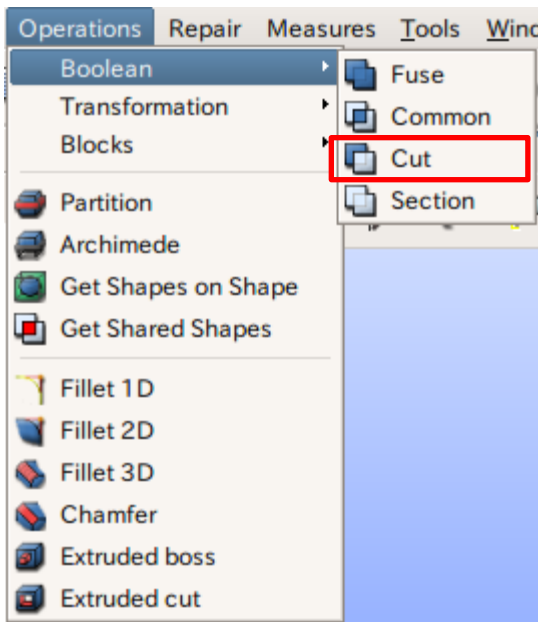 Operations Repair Measures Tools Wind
Boolean
Transformation
Blocks
Partition
Archimede
Get Shapes on Shape
Get Shared Shapes
Fillet 1D
Fillet 2D
Fillet 3D
Chamfer
Extruded boss
Extruded cut
Fuse
Common
Cut
Section